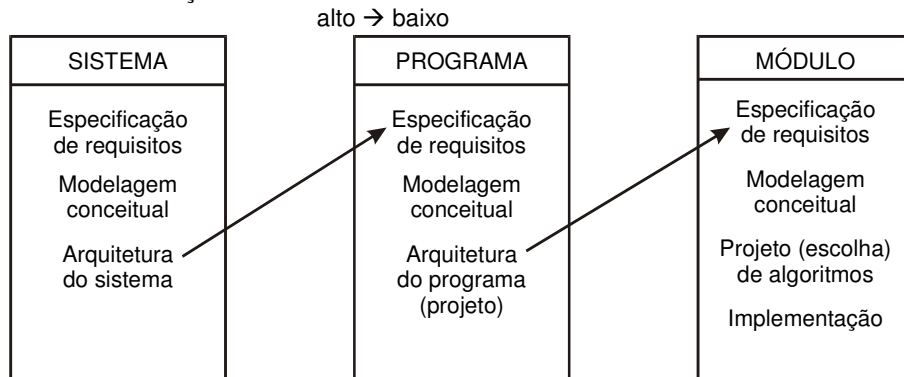 alto → baixo
SISTEMA
Especificação
de requisitos
Modelagem
conceitual
Arquitetura
do sistema
PROGRAMA
Especificação
de requisitos
Modelagem
conceitual
Arquitetura
do programa
(projeto)
MÓDULO
Especificação
de requisitos
Modelagem
conceitual
Projeto (escolha)
de algoritmos
Implementação